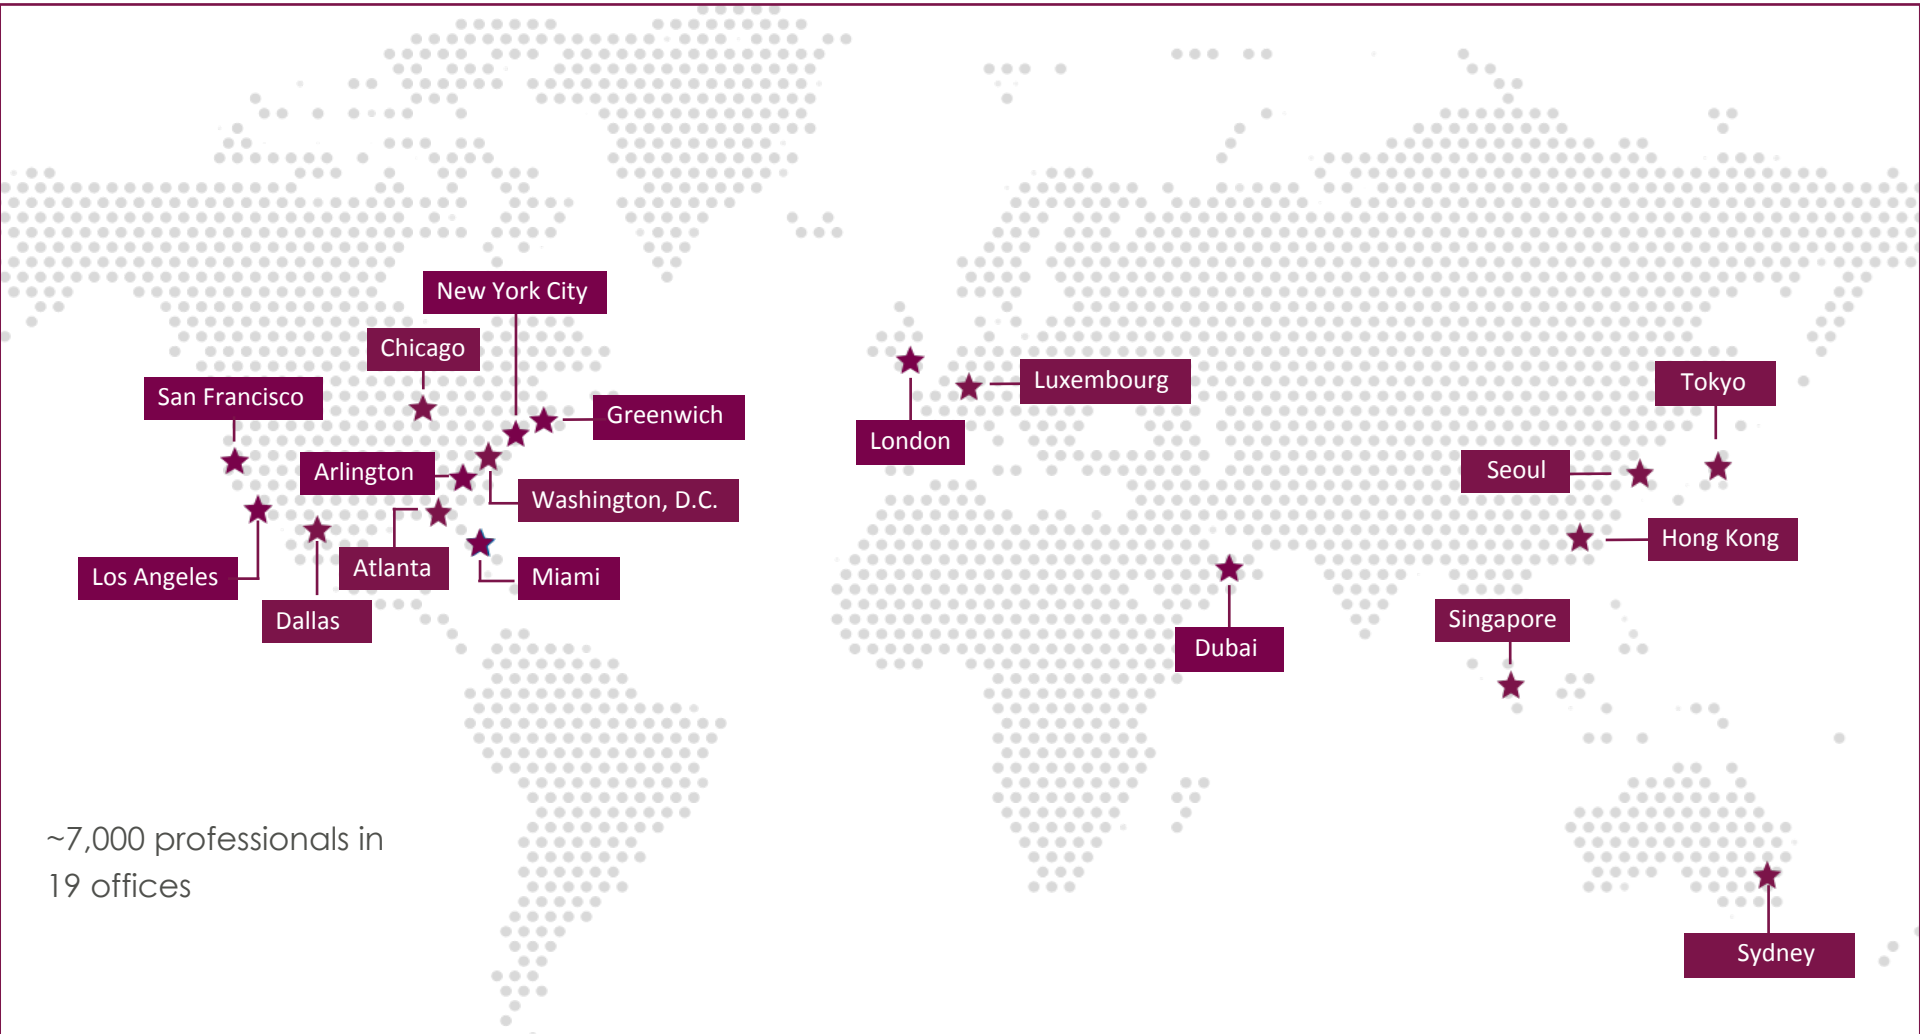 New York City
Chicago
San Francisco
Greenwich
Arlington
Washington, D.C.
Atlanta
Los Angeles
Miami
Dallas
London
Luxembourg
Dubai
Tokyo
Seoul
Hong Kong
Singapore
Sydney
~7,000 professionals in
19 offices